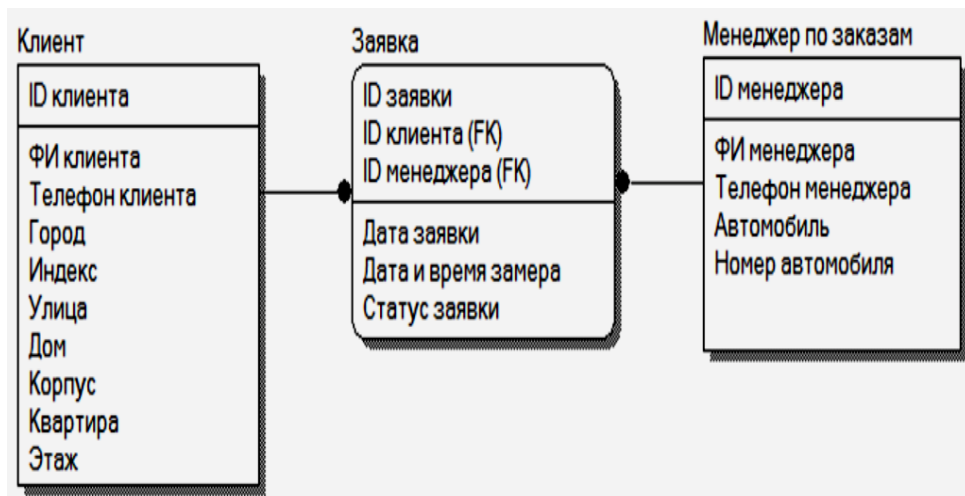 Клиент
ID клиента
ФИ клиента
Телефон клиента
Город
Индекс
Улица
Дом
Корпус
Квартира
Этаж
Заявка
ID заявки
ID клиента (FK)
ID менеджера (FK)
Дата заявки
Дата и время замера
Статус заявки
Менеджер по заказам
ID менеджера
ФИ менеджера
Телефон менеджера
Автомобиль
Номер автомобиля